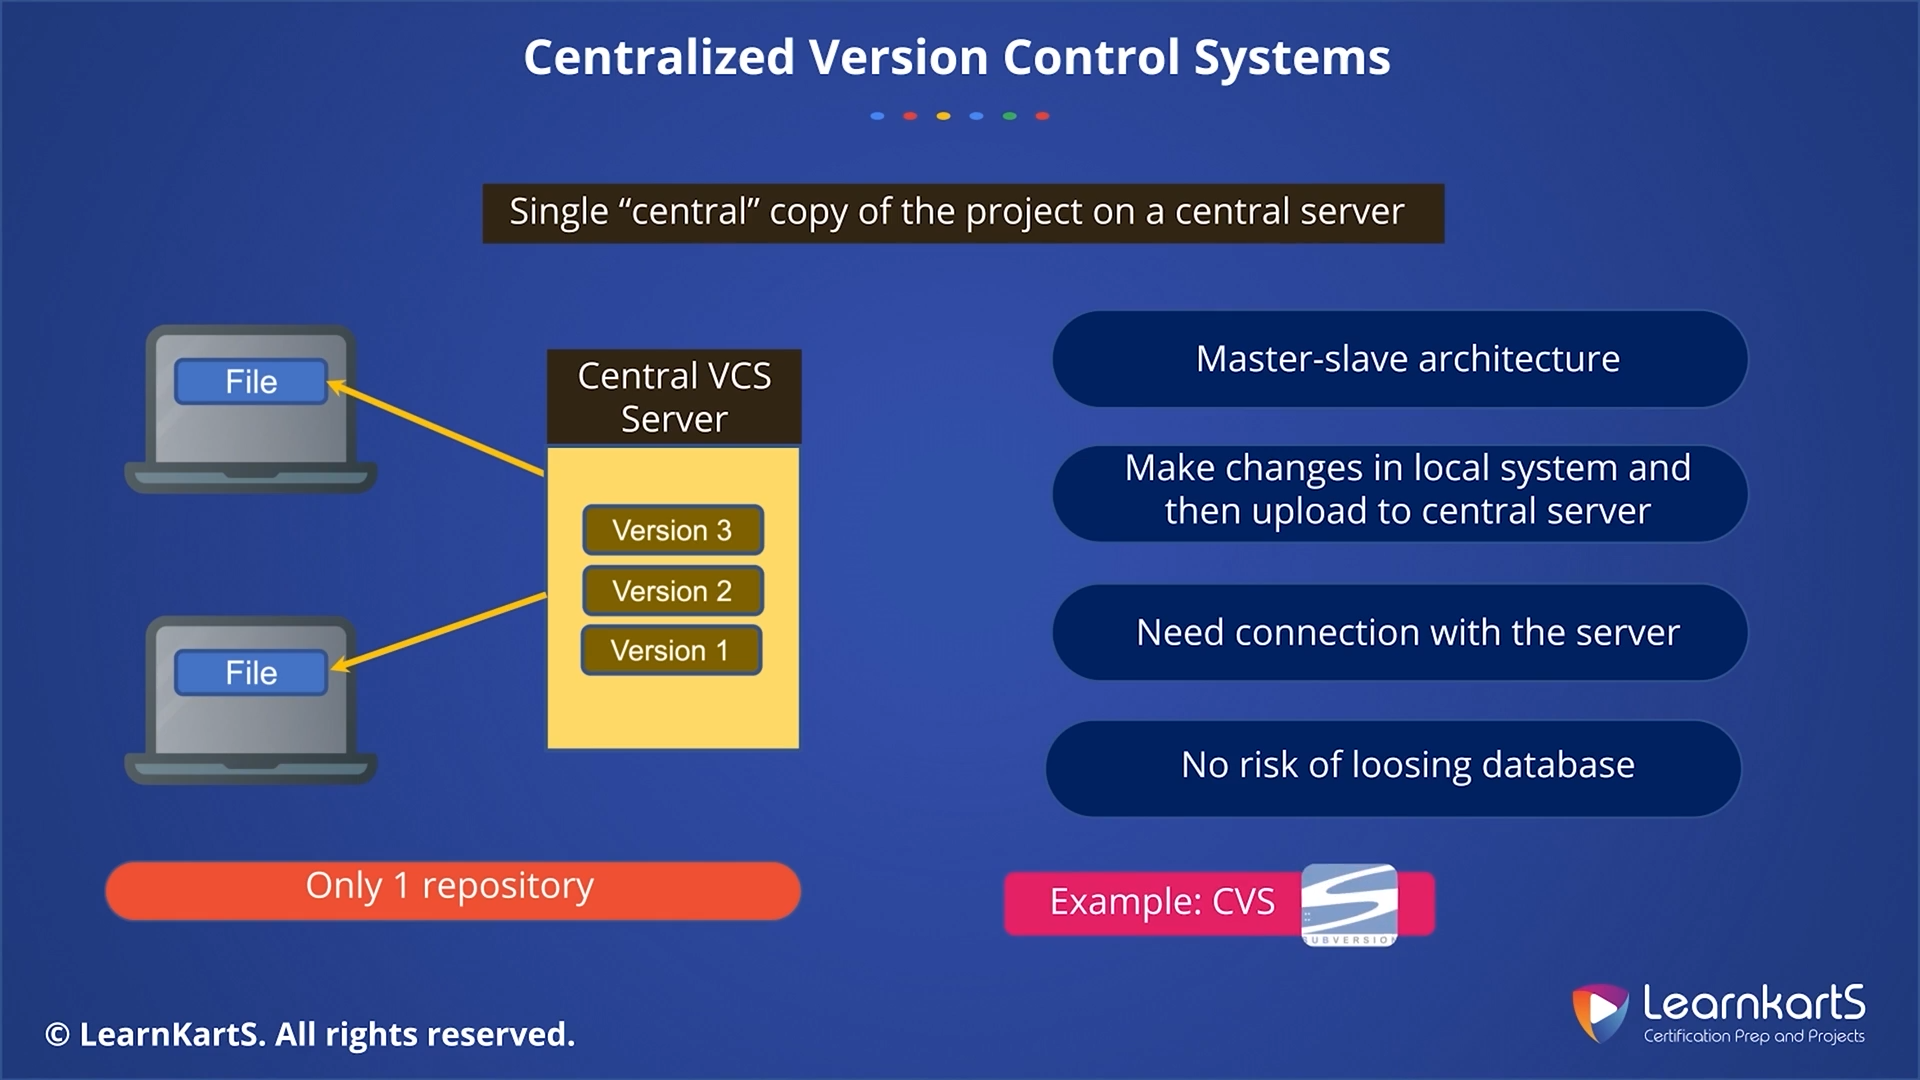 Centralized Version Control Systems
Single “central” copy of the project on a central server
File
File
Central VCS
Server
Version 3
Version 2
Version 1
Only 1 repository
Master-slave architecture
Make changes in local system and
then upload to central server
Need connection with the server
No risk of loosing database
Example: CVS
SUBVERSION
© LearnKartS. All rights reserved.
LearnkartS
Certification Prep and Projects